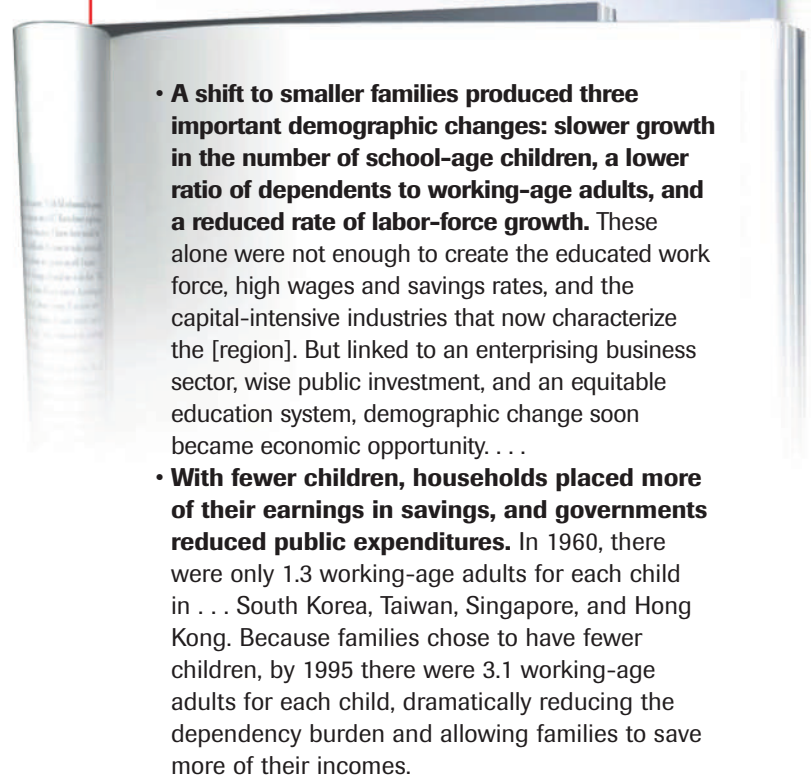 • A shift to smaller families produced three
important demographic changes: slower growth
in the number of school-age children, a lower
ratio of dependents to working-age adults, and
a reduced rate of labor-force growth. These
alone were not enough to create the educated work
force, high wages and savings rates, and the
capital-intensive industries that now characterize
the [region]. But linked to an enterprising business
sector, wise public investment, and an equitable
education system, demographic change soon
became economic opportunity. . . .
• With fewer children, households placed more
of their earnings in savings, and governments
reduced public expenditures. In 1960, there
were only 1.3 working-age adults for each child
in . . . South Korea, Taiwan, Singapore, and Hong
Kong. Because families chose to have fewer
children, by 1995 there were 3.1 working-age
adults for each child, dramatically reducing the
dependency burden and allowing families to save
more of their incomes.